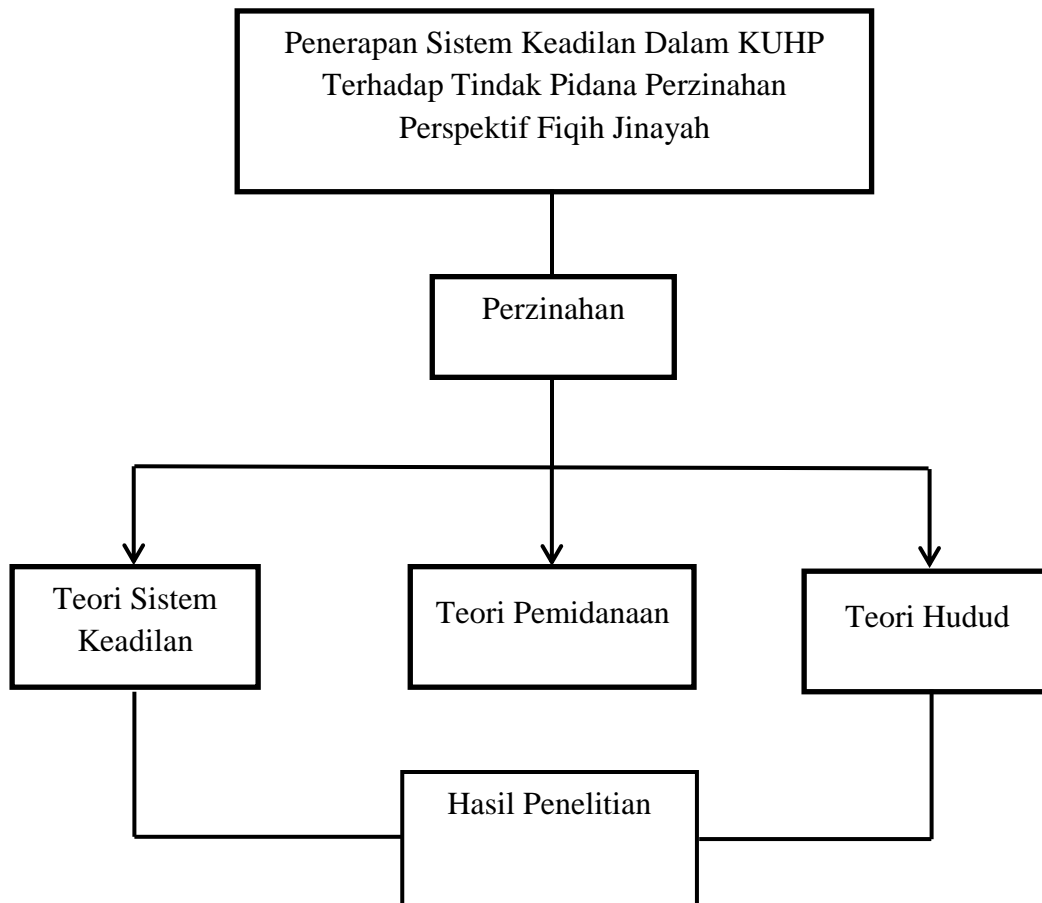 Penerapan Sistem Keadilan Dalam KUHP
Terhadap Tindak Pidana Perzinahan
Perspektif Fiqih Jinayah
Perzinahan
Teori Sistem
Keadilan
Teori Pemidanaan
Teori Hudud
Hasil Penelitian